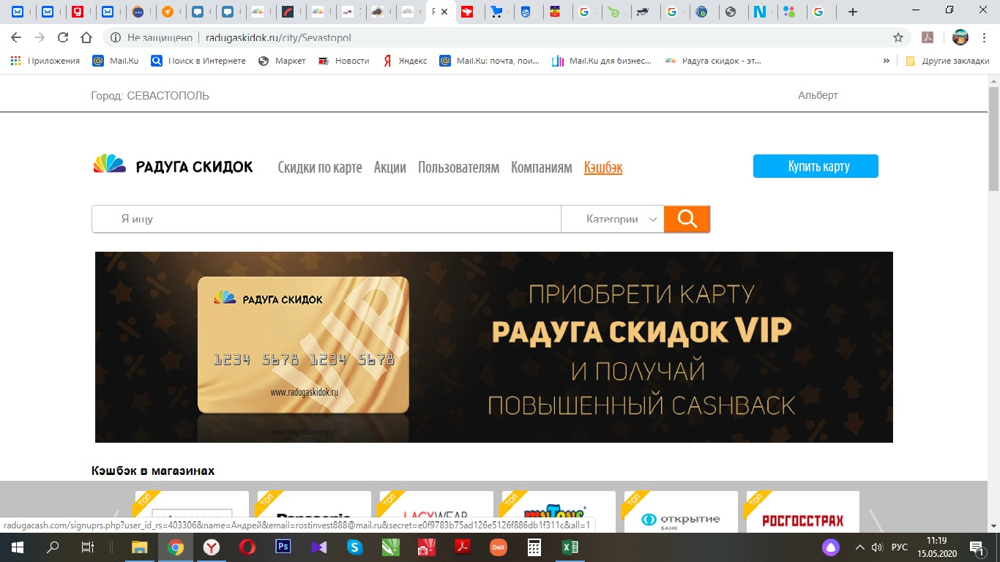 Не защищено
radugaskidok.ru/city/Sevastopol
Приложения
Mail.Ru
Поиск в Интернете
Маркет
Новости
Яндекс
Mail.Ru: почта, пои...
Mail.Ru для бизнес...
Радуга скидок - эт...
»
Другие закладки
Город: СЕВАСТОПОЛЬ
Альберт
РАДУГА СКИДОК
Скидки по карте
Акции
Пользователям
Компаниям
Кэшбэк
Купить карту
Я ищу
Категории
РАДУГА СКИДОК
VIP
1234 5678 1234 5678
www.radugaskidok.ru
ПРИОБРЕТИ КАРТУ
РАДУГА СКИДОК VIP
И ПОЛУЧАЙ
ПОВЫШЕННЫЙ CASHBACK
Кэшбэк в магазинах
ТОП
ТОП
Panasonic
ТОП
LACYWEAR
ТОП
myToys
ТОП
открытие
БАНК
ТОП
РОСГОССТРАХ
radugacash.com/signuprs.php?user_id_rs=403306&name=Андрей&email=rostinvest888@mail.ru&secret=e0f9783b75ad126e5126f886db1f311c&all=1
Ps
DeX
РУС
11:19
15.05.2020
1